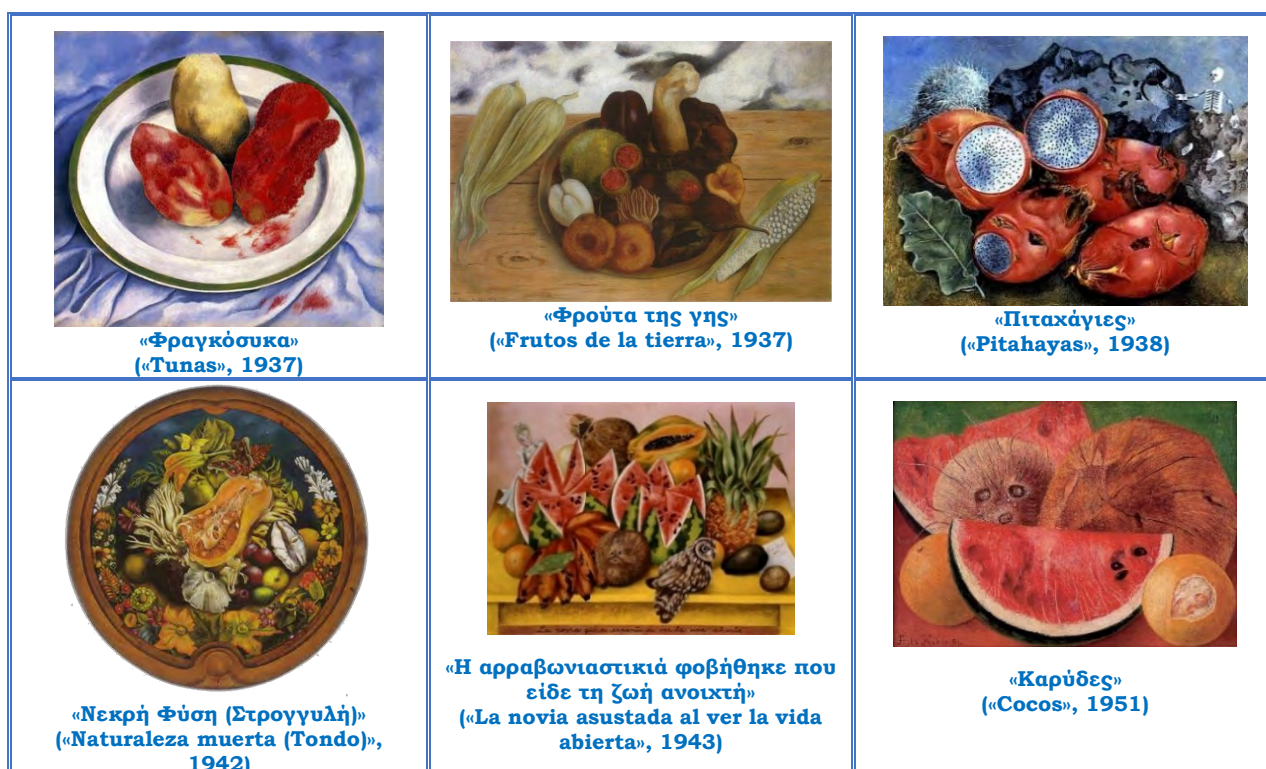 «Φραγκόσυκα»
(«Tunas», 1937)
«Φρούτα της γης»
(«Frutos de la tierra», 1937)
«Πιταχάγιες»
(«Pitahayas», 1938)
«Νεκρή Φύση (Στρογγυλή)»
(«Naturaleza muerta (Tondo)»,
1942)
«Η αρραβωνιαστικιά φοβήθηκε που
είδε τη ζωή ανοιχτή»
(«La novia asustada al ver la vida
abierta», 1943)
«Καρύδες»
(«Cocos», 1951)